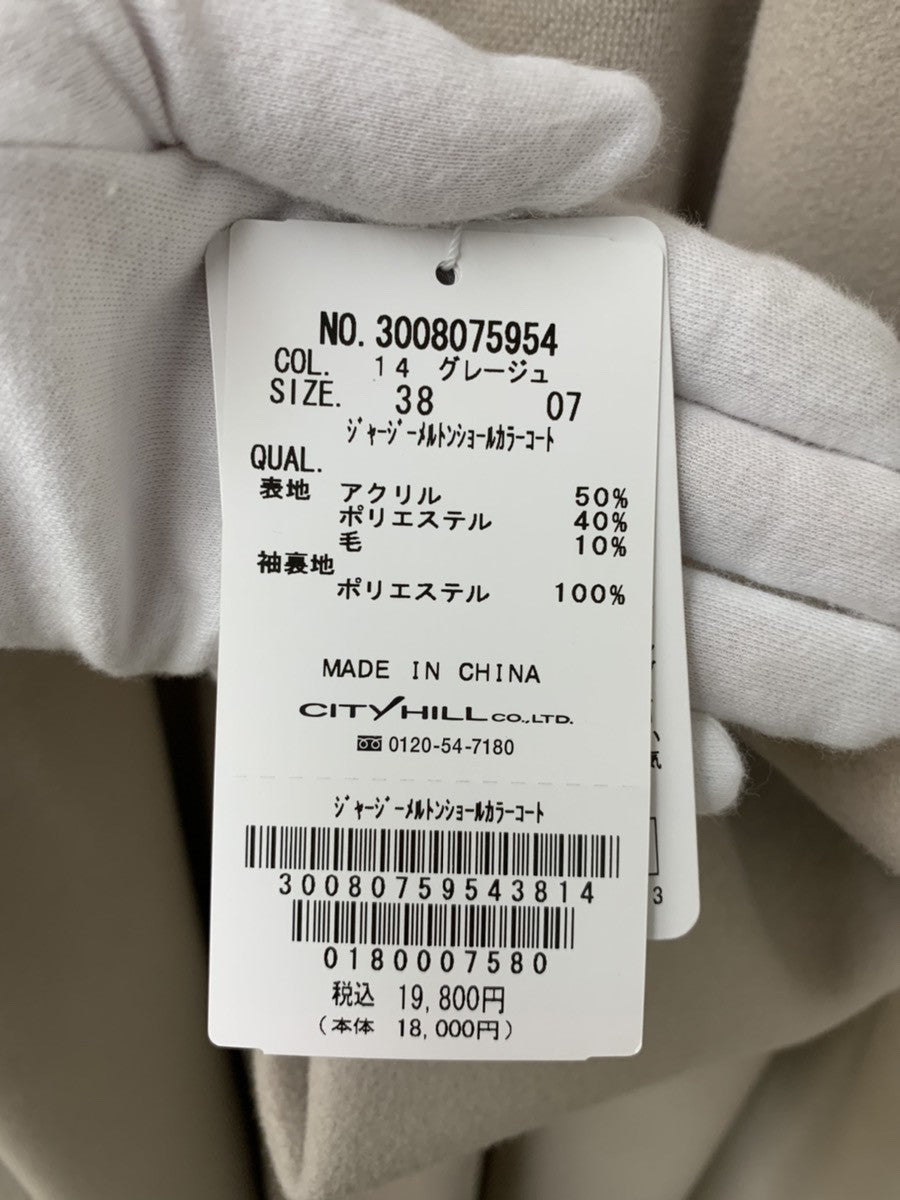 NO. 3008075954
COL. 14 グレージュ
SIZE. 38 07
ｼﾞｬｰｼﾞｰﾒﾙﾄﾝｼｮｰﾙｶﾗｰｺｰﾄ
QUAL.
表地 アクリル 50%
ポリエステル 40%
毛 10%
袖裏地
ポリエステル 100%
MADE IN CHINA
CITY HILL CO.,LTD.
0120-54-7180
ｼﾞｬｰｼﾞｰﾒﾙﾄﾝｼｮｰﾙｶﾗｰｺｰﾄ
30080759543814
0180007580
税込 19,800円
(本体 18,000円)
気
3